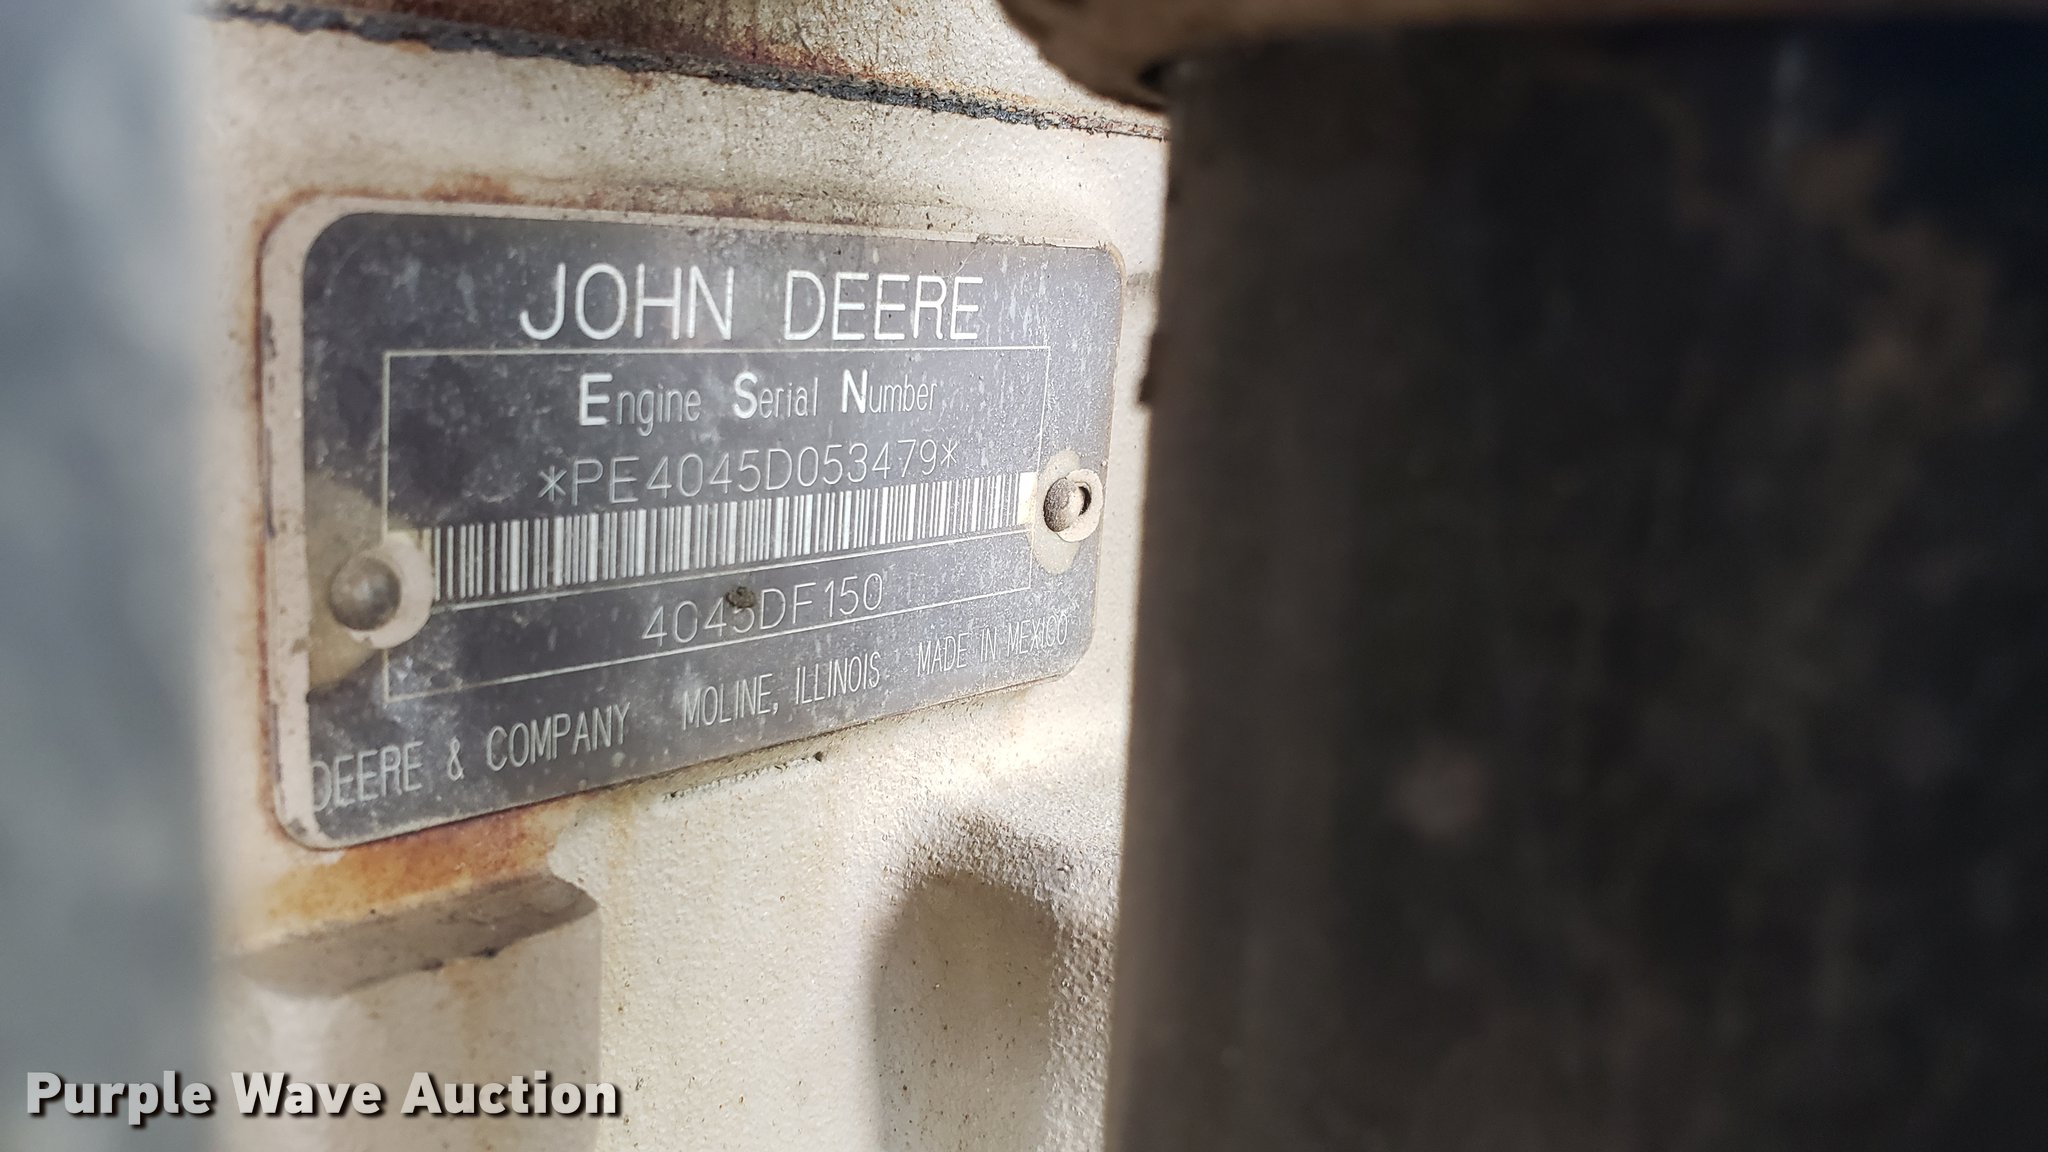 JOHN DEERE
Engine Serial Number
*PE4045D053479*
4045DF150
DEERE & COMPANY MOLINE, ILLINOIS MADE IN MEXICO
Purple Wave Auction